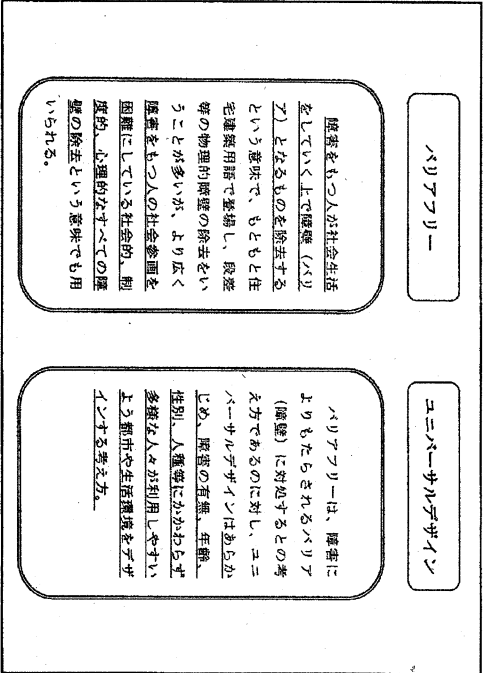 バリアフリー
障害をもつ人が社会生活
をしていく上で障壁（バリ
ア）となるものを除去する
という意味で、もともと住
宅建築用語で登場し、段差
等の物理的障壁の除去をい
うことが多いが、より広く
障害をもつ人の社会参画を
困難にしている社会的、制
度的、心理的なすべての障
壁の除去という意味でも用
いられる。
ユニバーサルデザイン
バリアフリーは、障害に
よりもたらされるバリア
（障壁）に対処するとの考
え方であるのに対し、ユニ
バーサルデザインはあらか
じめ、障害の有無、年齢、
性別、人種等にかかわらず
多様な人々が利用しやすい
よう都市や生活環境をデザ
インする考え方。